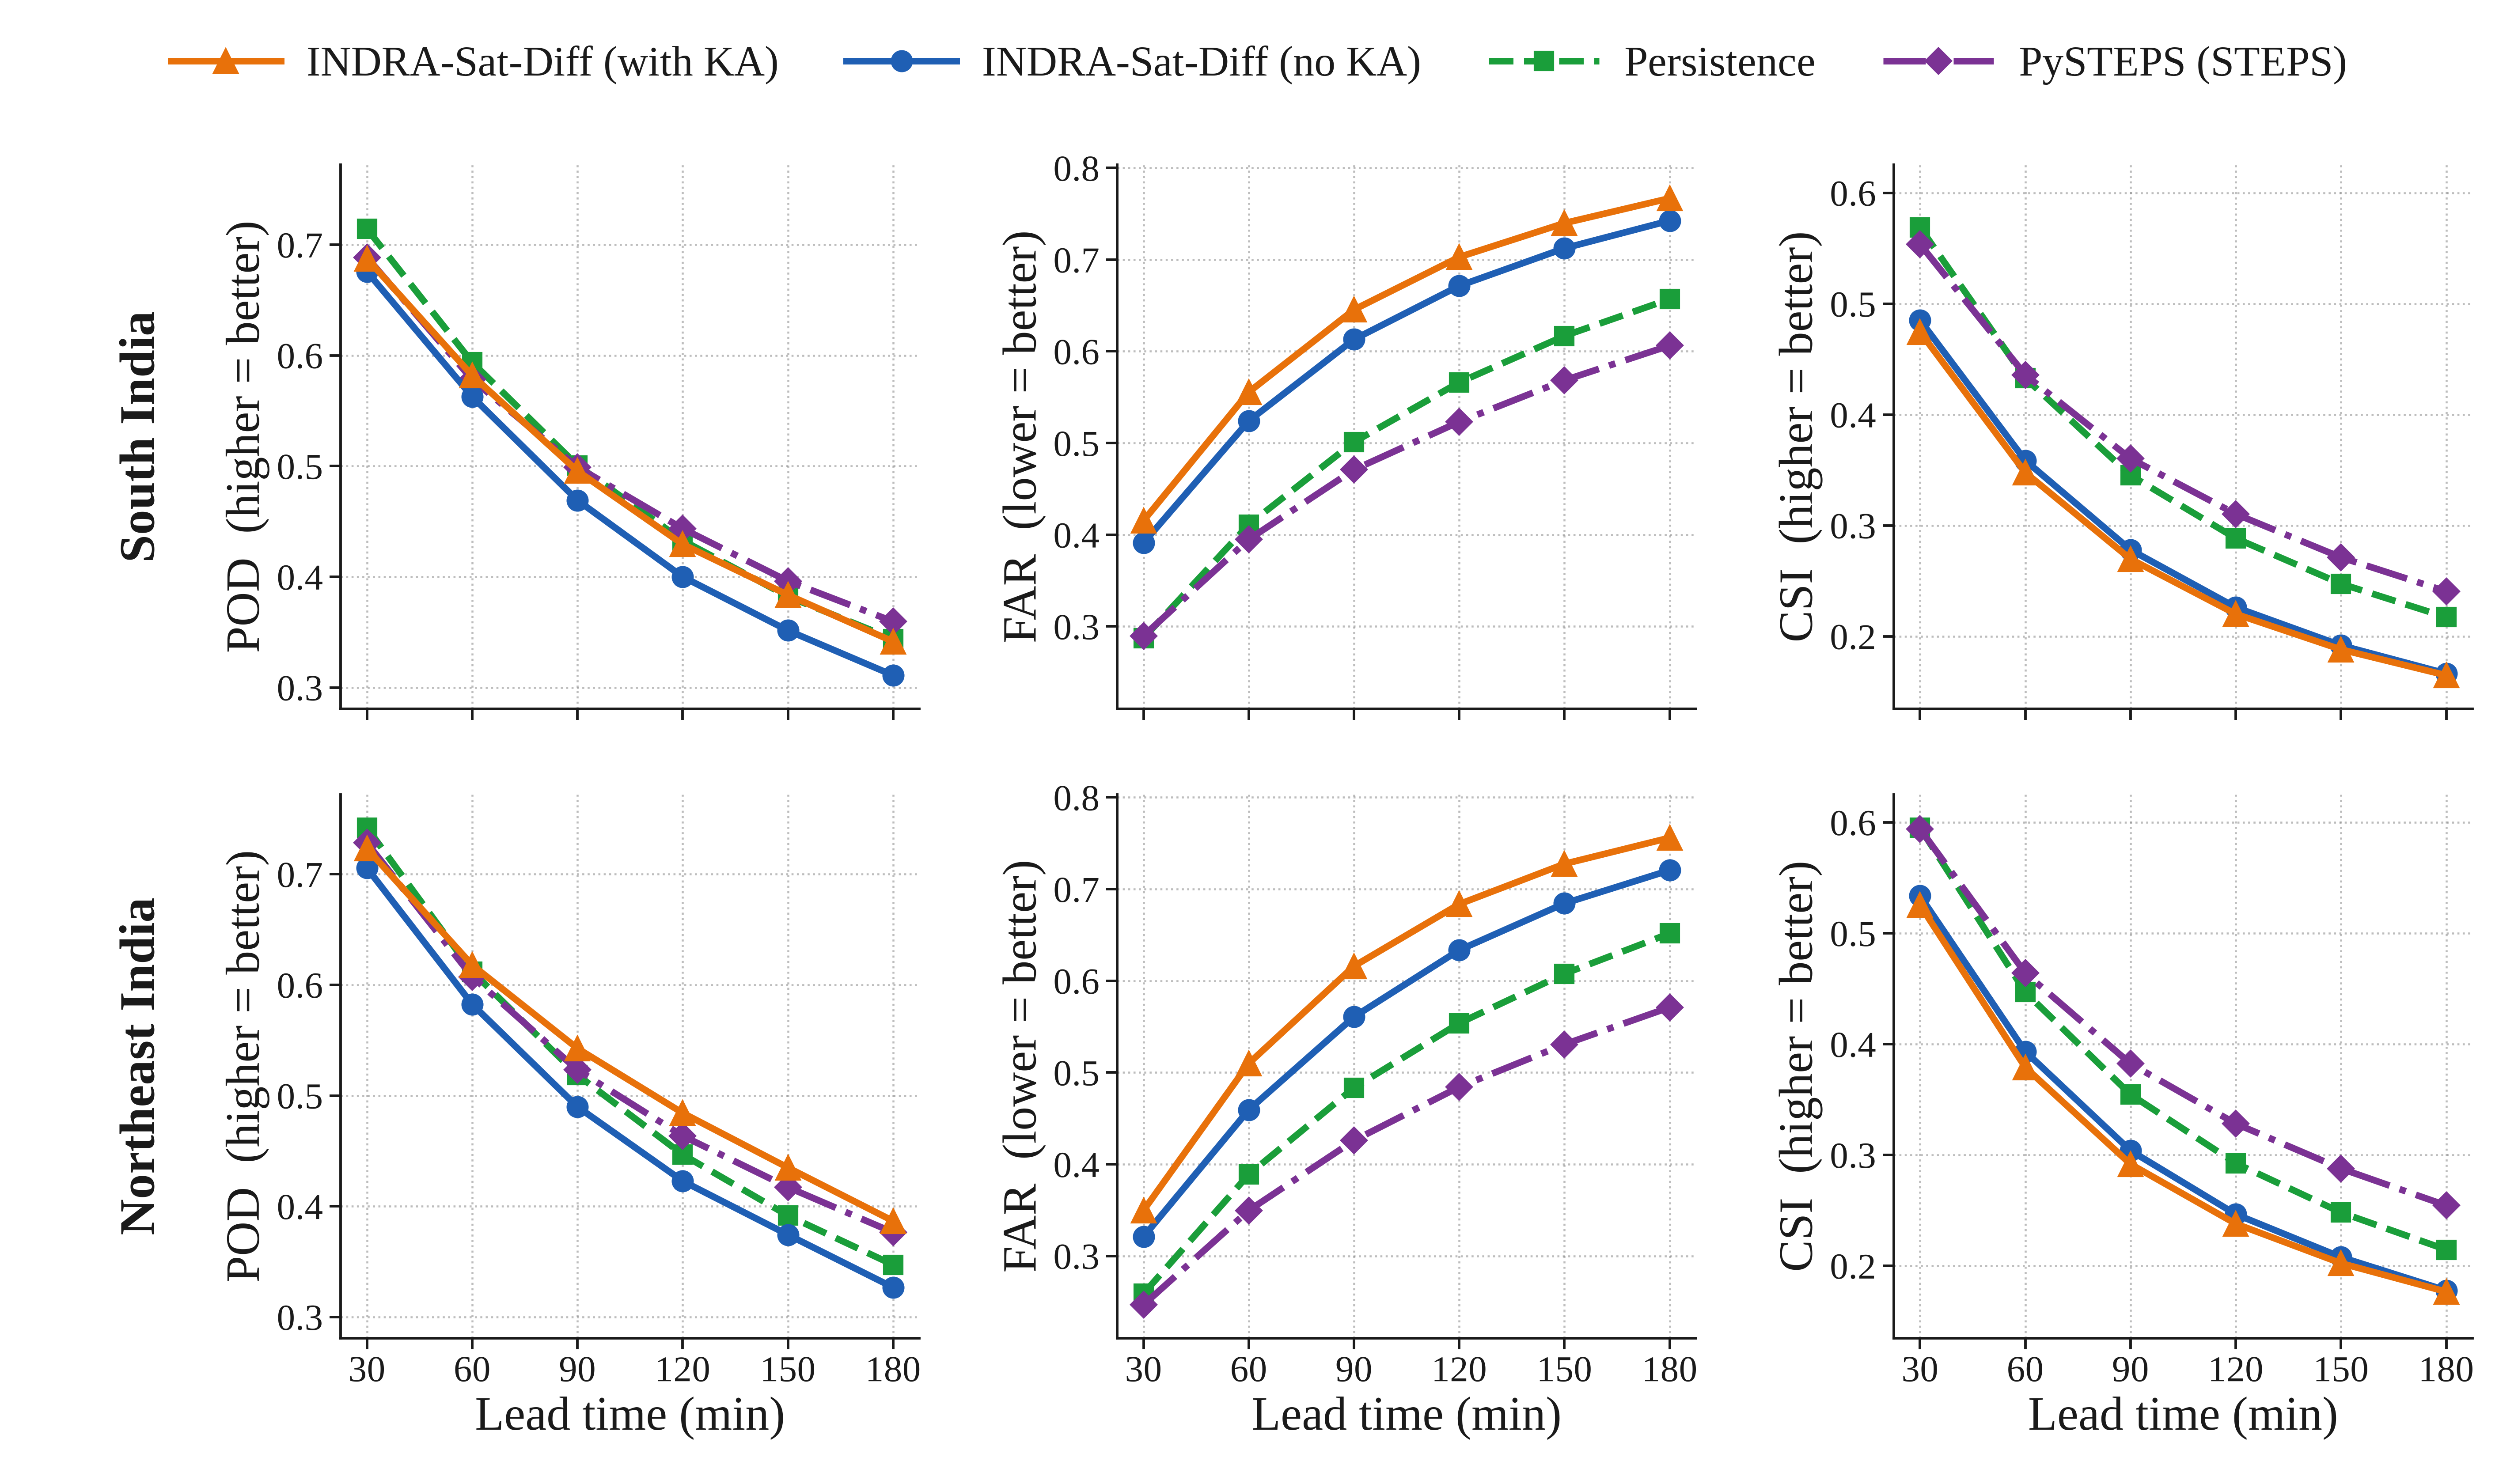 INDRA-Sat-Diff (with KA) INDRA-Sat-Diff (no KA) Persistence PySTEPS (STEPS)
South India
POD (higher = better)
0.7
0.6
0.5
0.4
0.3
FAR (lower = better)
0.8
0.7
0.6
0.5
0.4
0.3
CSI (higher = better)
0.6
0.5
0.4
0.3
0.2
Northeast India
POD (higher = better)
0.7
0.6
0.5
0.4
0.3
30 60 90 120 150 180
Lead time (min)
FAR (lower = better)
0.8
0.7
0.6
0.5
0.4
0.3
30 60 90 120 150 180
Lead time (min)
CSI (higher = better)
0.6
0.5
0.4
0.3
0.2
30 60 90 120 150 180
Lead time (min)